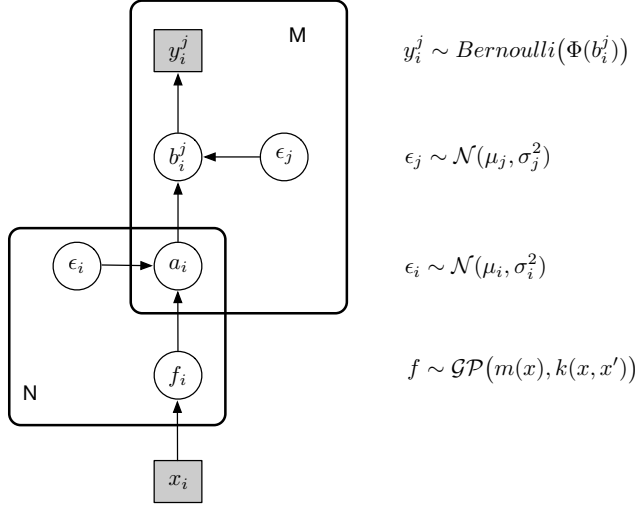 M
y_i^j
y_i^j ∼ Bernoulli(Φ(b_i^j))
b_i^j
ϵ_j
ϵ_j ∼ 𝒩(μ_j, σ_j^2)
ϵ_i
a_i
ϵ_i ∼ 𝒩(μ_i, σ_i^2)
f_i
f ∼ 𝒢𝒫(m(x), k(x, x′))
N
x_i